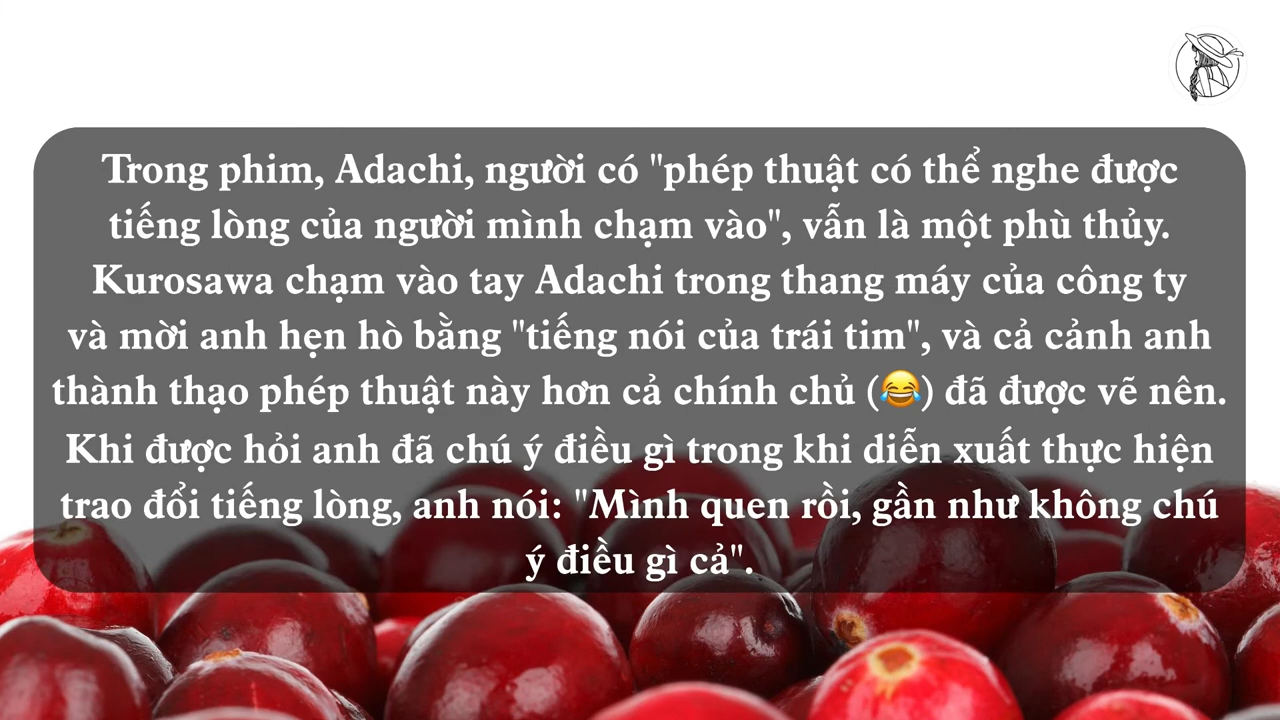 Trong phim, Adachi, người có "phép thuật có thể nghe được
tiếng lòng của người mình chạm vào", vẫn là một phù thủy.
Kurosawa chạm vào tay Adachi trong thang máy của công ty
và mời anh hẹn hò bằng "tiếng nói của trái tim", và cả cảnh anh
thành thạo phép thuật này hơn cả chính chủ (😂) đã được vẽ nên.
Khi được hỏi anh đã chú ý điều gì trong khi diễn xuất thực hiện
trao đổi tiếng lòng, anh nói: "Mình quen rồi, gần như không chú
ý điều gì cả".